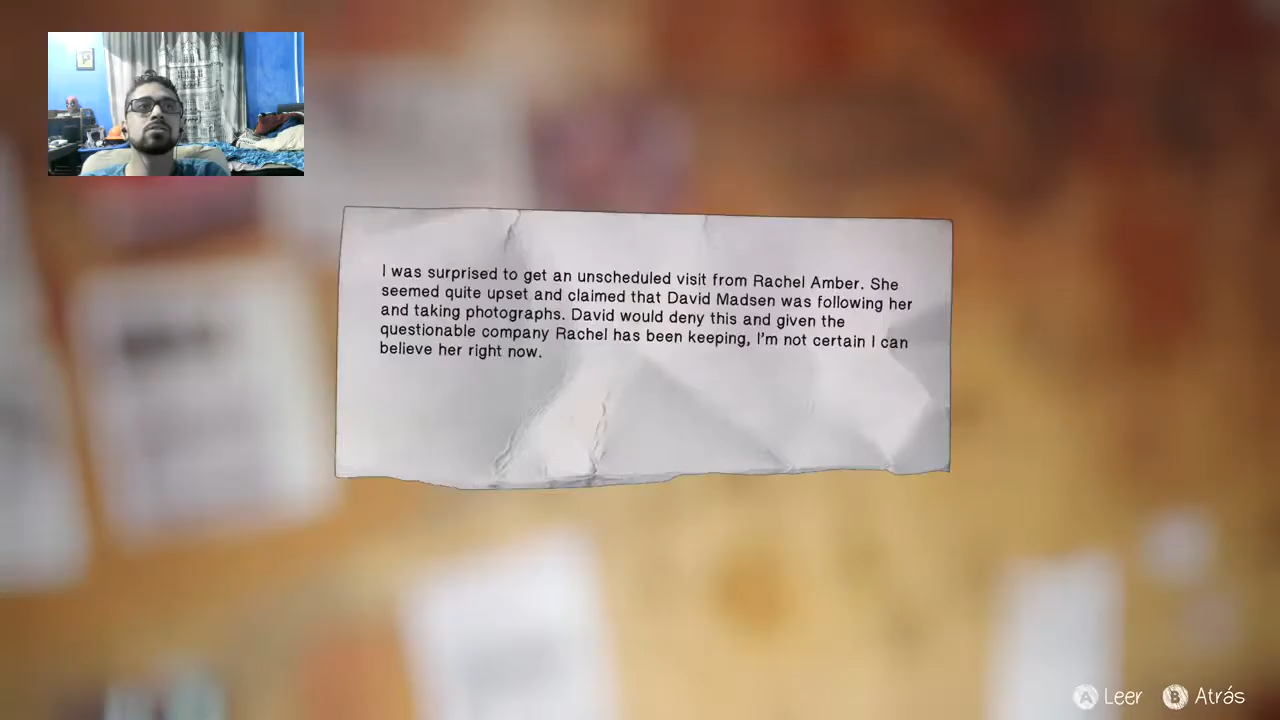 I was surprised to get an unscheduled visit from Rachel Amber. She
seemed quite upset and claimed that David Madsen was following her
and taking photographs. David would deny this and given the
questionable company Rachel has been keeping, I'm not certain I can
believe her right now.
A Leer B Atrás